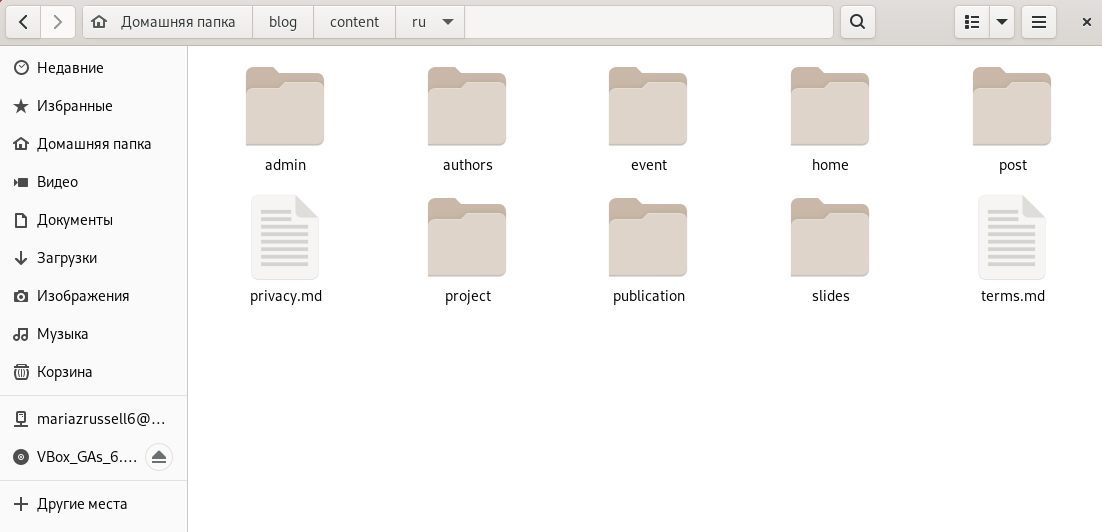 Домашняя папка blog content ru
Недавние
Избранные
Домашняя папка
Видео
Документы
Загрузки
Изображения
Музыка
Корзина
mariazrussell6@...
VBox_GAs_6....
Другие места
admin authors event home post
privacy.md project publication slides terms.md